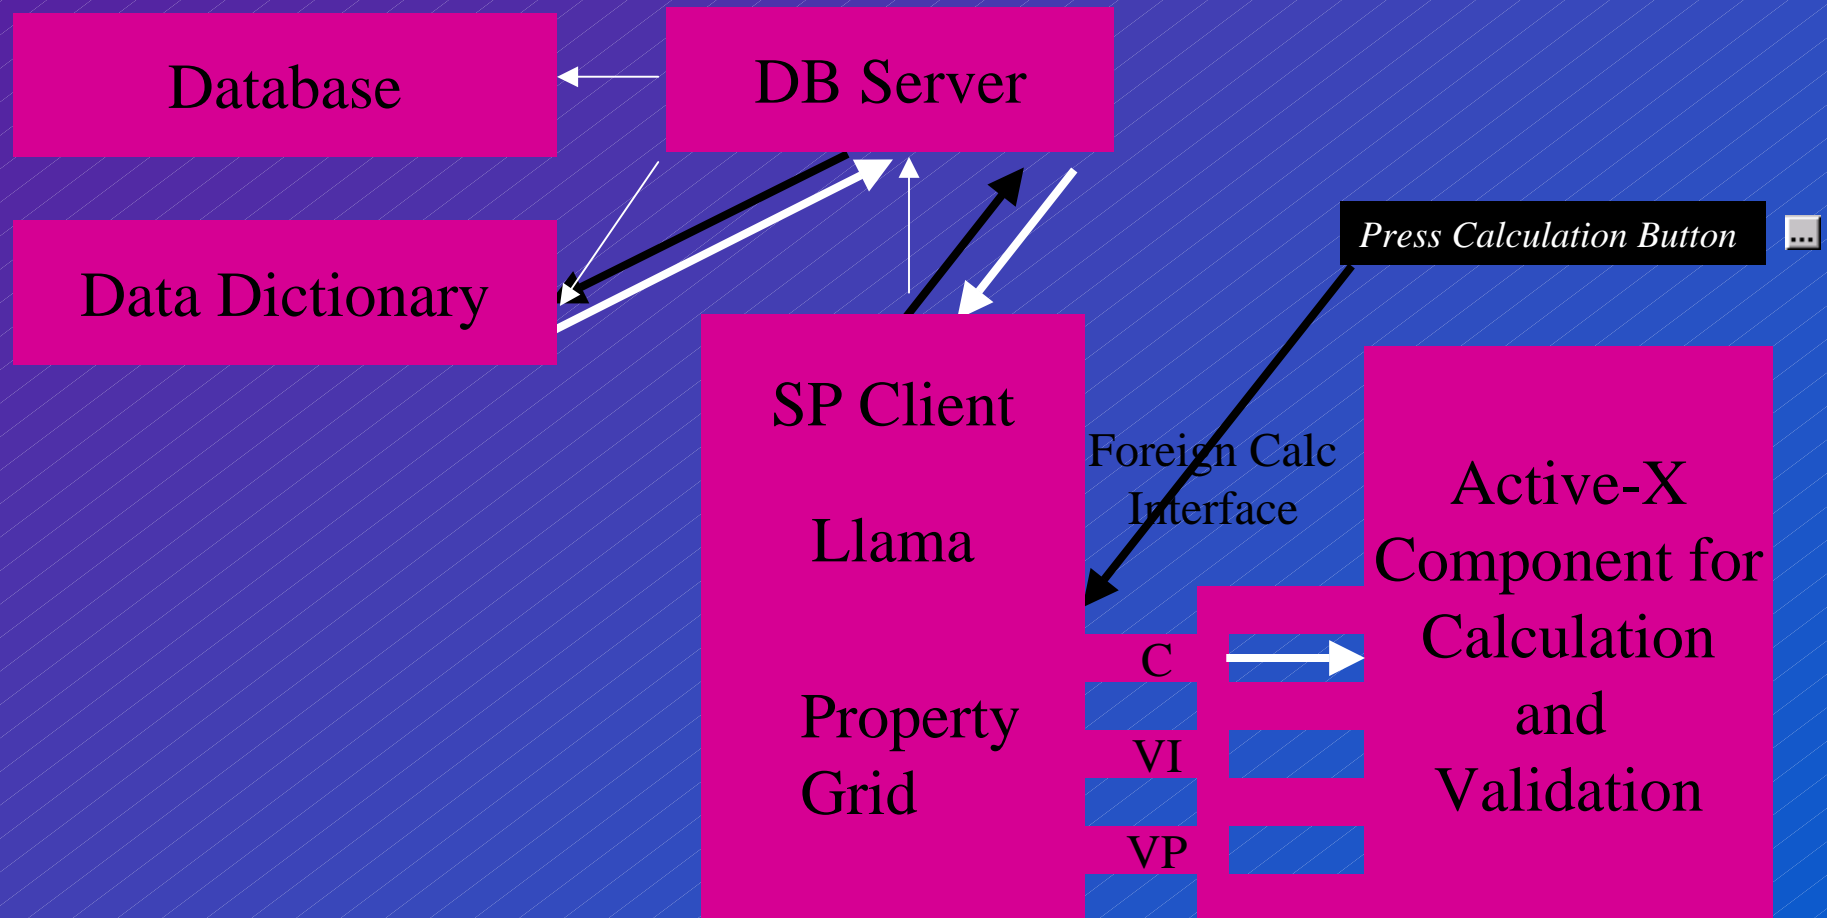 Database
DB Server
Data Dictionary
Press Calculation Button
...
SP Client
Llama
Property
Grid
Foreign Calc
Interface
C
VI
VP
Active-X
Component for
Calculation
and
Validation